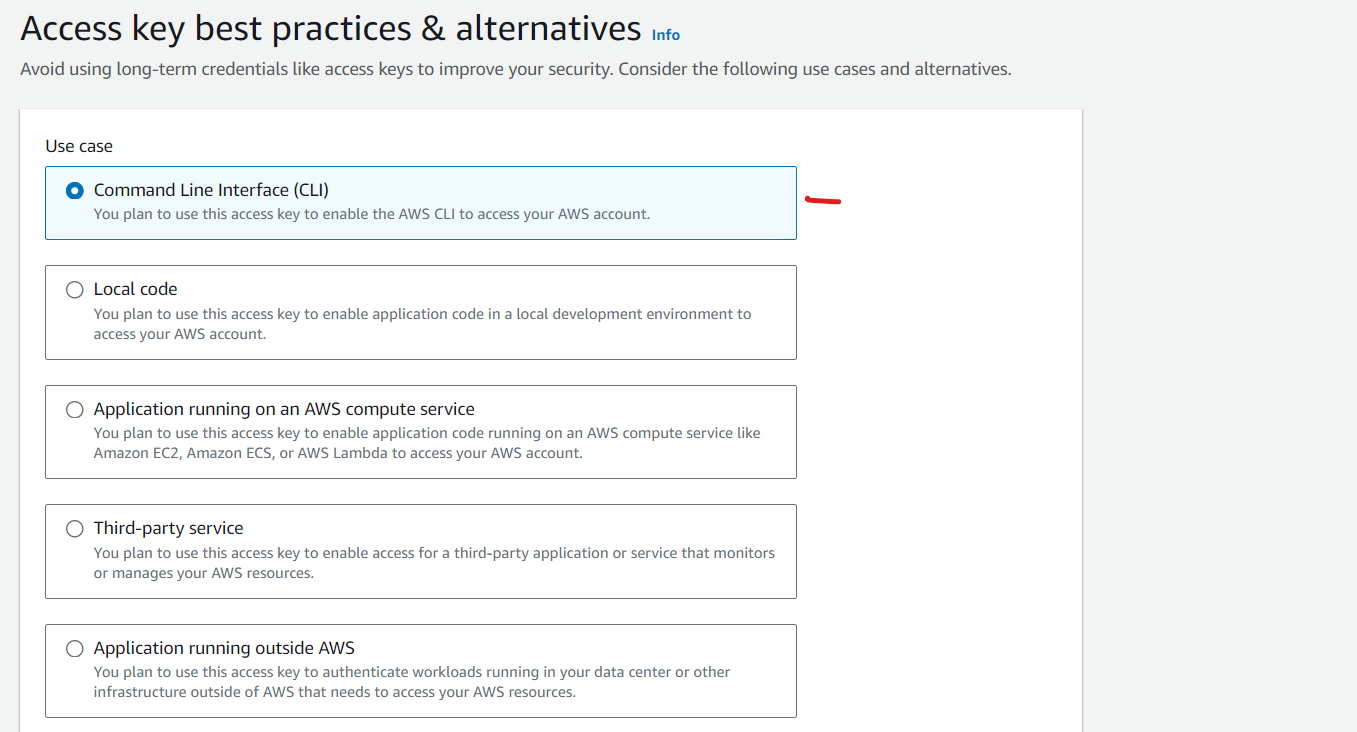 Access key best practices & alternatives Info
Avoid using long-term credentials like access keys to improve your security. Consider the following use cases and alternatives.
Use case
Command Line Interface (CLI)
You plan to use this access key to enable the AWS CLI to access your AWS account.
Local code
You plan to use this access key to enable application code in a local development environment to
access your AWS account.
Application running on an AWS compute service
You plan to use this access key to enable application code running on an AWS compute service like
Amazon EC2, Amazon ECS, or AWS Lambda to access your AWS account.
Third-party service
You plan to use this access key to enable access for a third-party application or service that monitors
or manages your AWS resources.
Application running outside AWS
You plan to use this access key to authenticate workloads running in your data center or other
infrastructure outside of AWS that needs to access your AWS resources.